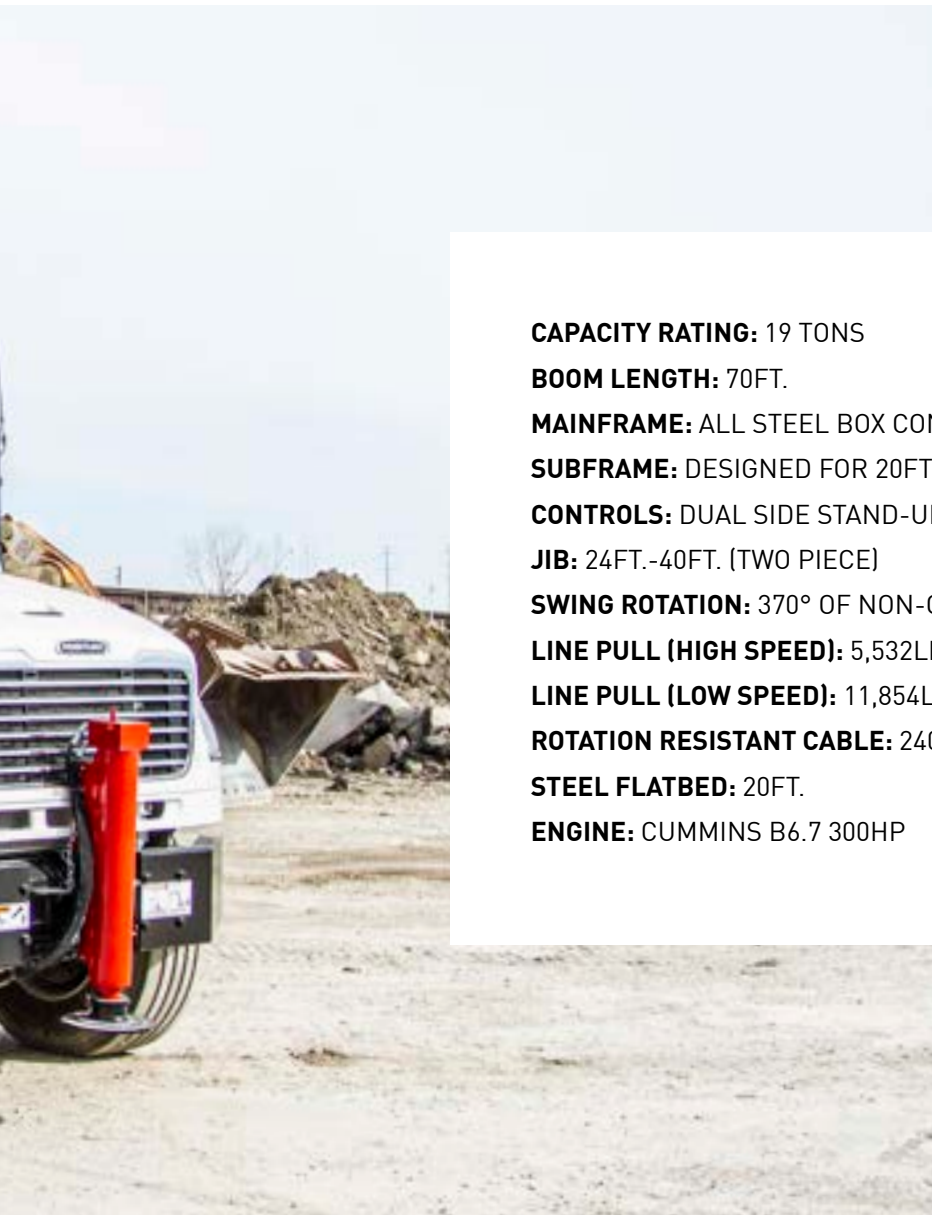 CAPACITY RATING: 19 TONS
BOOM LENGTH: 70FT.
MAINFRAME: ALL STEEL BOX CON
SUBFRAME: DESIGNED FOR 20FT
CONTROLS: DUAL SIDE STAND-U
JIB: 24FT.-40FT. (TWO PIECE)
SWING ROTATION: 370° OF NON-C
LINE PULL (HIGH SPEED): 5,532L
LINE PULL (LOW SPEED): 11,854L
ROTATION RESISTANT CABLE: 240
STEEL FLATBED: 20FT.
ENGINE: CUMMINS B6.7 300HP